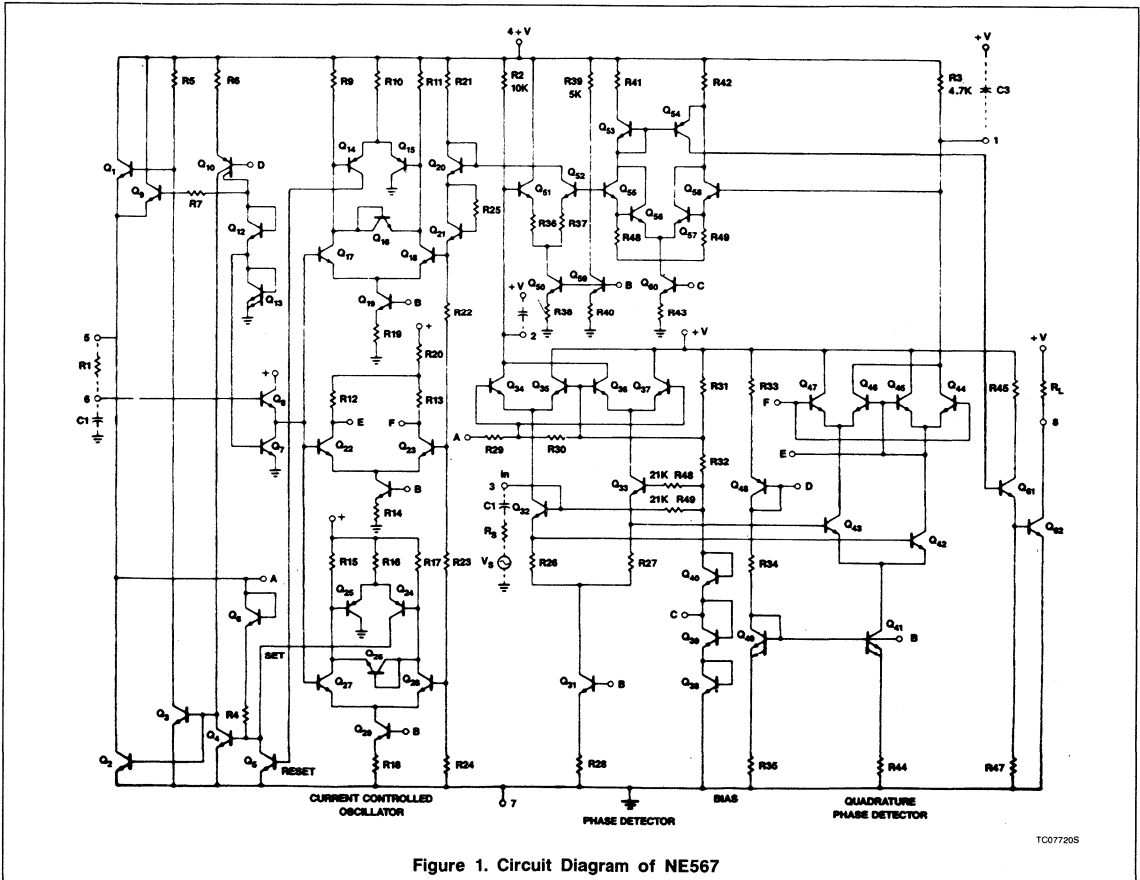 4 + V
+ V
R5
R6
R9
R10
R11
R21
R2
10K
R39
5K
R41
R42
R3
4.7K
C3
1
Q53
Q54
Q1
Q9
Q10
D
R7
Q14
Q15
Q20
Q51
Q52
Q55
Q58
Q12
Q16
R25
R36
R37
Q56
Q57
Q21
R48
R49
Q17
Q18
Q13
Q19
B
Q50
Q59
B
Q60
C
R22
+ V
R38
R40
R43
5
R19
+
R20
2
+ V
+ V
R1
6
C1
+
Q8
Q7
R12
R13
E
F
Q22
Q23
Q34
Q35
Q36
Q37
R31
R33
Q47
Q46
Q45
Q44
R45
RL
8
F
A
R29
R30
R32
E
B
R14
In
3
C1
Q32
Q33
21K R48
21K R49
Q48
D
Q61
Q62
Q43
Q42
RS
VS
R26
R27
+
R15
R16
R17
R23
A
Q6
Q25
Q24
Q40
R34
C
Q39
Q49
Q41
B
SET
Q26
Q27
Q28
Q38
Q31
B
Q3
R4
Q4
Q29
B
Q2
Q5
RESET
R18
R24
R28
R35
R44
R47
CURRENT CONTROLLED
OSCILLATOR
7
PHASE DETECTOR
BIAS
QUADRATURE
PHASE DETECTOR
TC07720S
Figure 1. Circuit Diagram of NE567